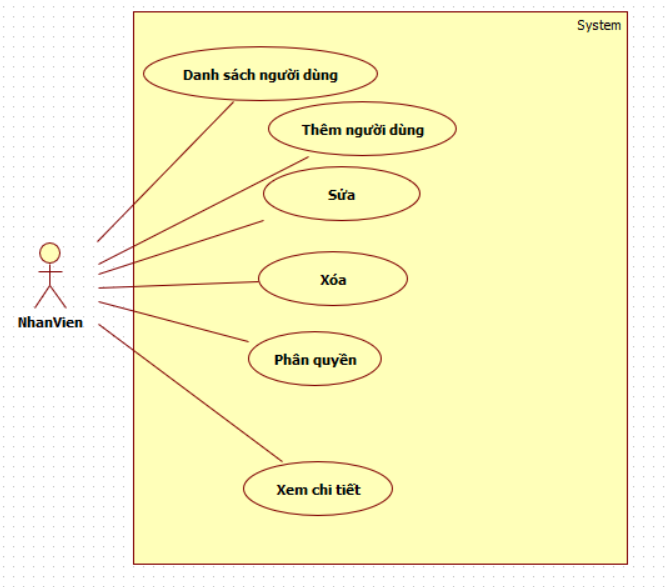 System
Danh sách người dùng
Thêm người dùng
Sửa
Xóa
NhanVien
Phân quyền
Xem chi tiết